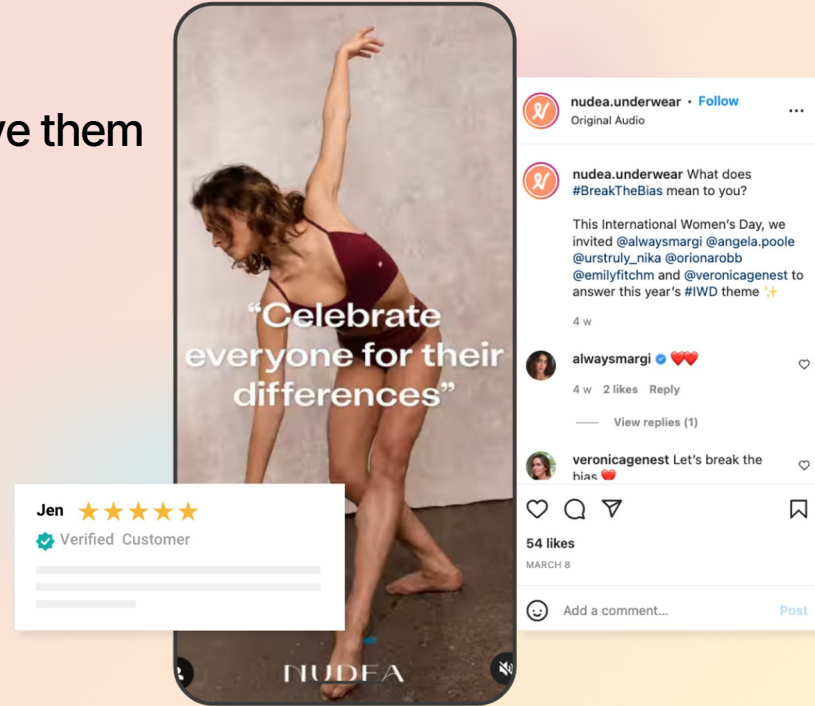 ve them
“Celebrate
everyone for their
differences”
NUDEA
Jen
Verified Customer
nudea.underwear • Follow
Original Audio
nudea.underwear What does
#BreakTheBias mean to you?
This International Women's Day, we
invited @alwaysmargi @angela.poole
@urstruly_nika @orionarobb
@emilyfitchm and @veronicagenest to
answer this year's #IWD theme ✨
4 w
alwaysmargi ❤️❤️
4 w 2 likes Reply
View replies (1)
veronicagenest Let's break the
bias ❤️
54 likes
MARCH 8
Add a comment... Post